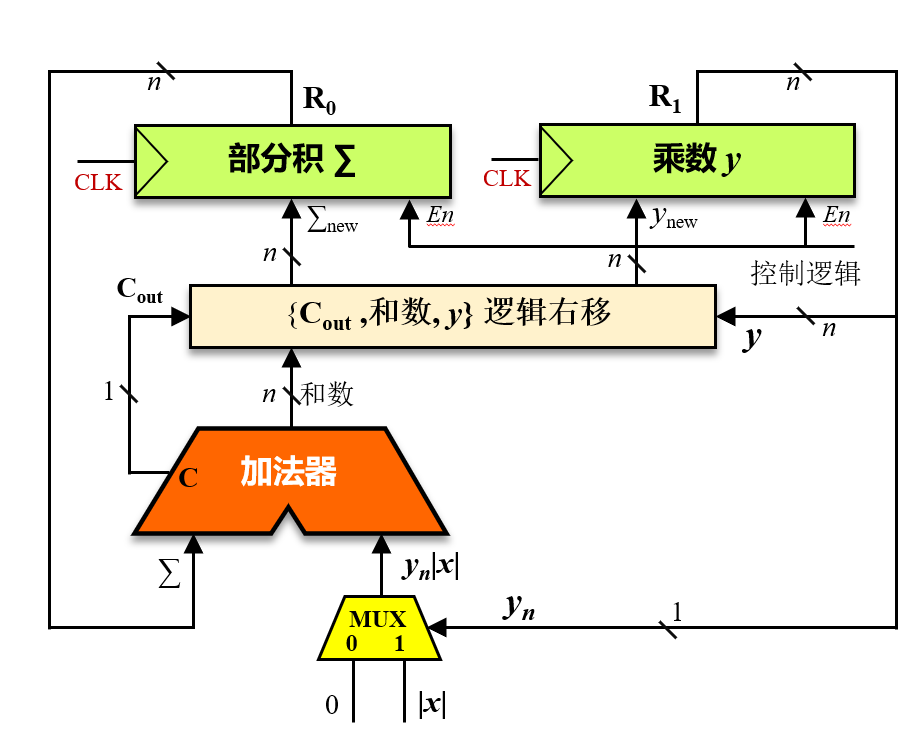 n
n
R0
R1
部分积 ∑
乘数 y
CLK
CLK
∑new
En
ynew
En
n
n
控制逻辑
Cout
{Cout ,和数, y} 逻辑右移
y
n
1
n
和数
C
加法器
∑
yn|x|
yn
1
MUX
0 1
0
|x|